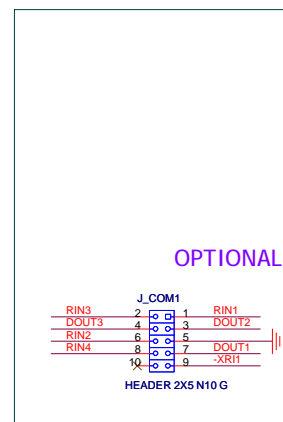 OPTIONAL
J_COM1
RIN3 2 1 RIN1
DOUT3 4 3 DOUT2
RIN2 6 5
RIN4 8 7 DOUT1
10 9 -XRI1
HEADER 2X5 N10 G